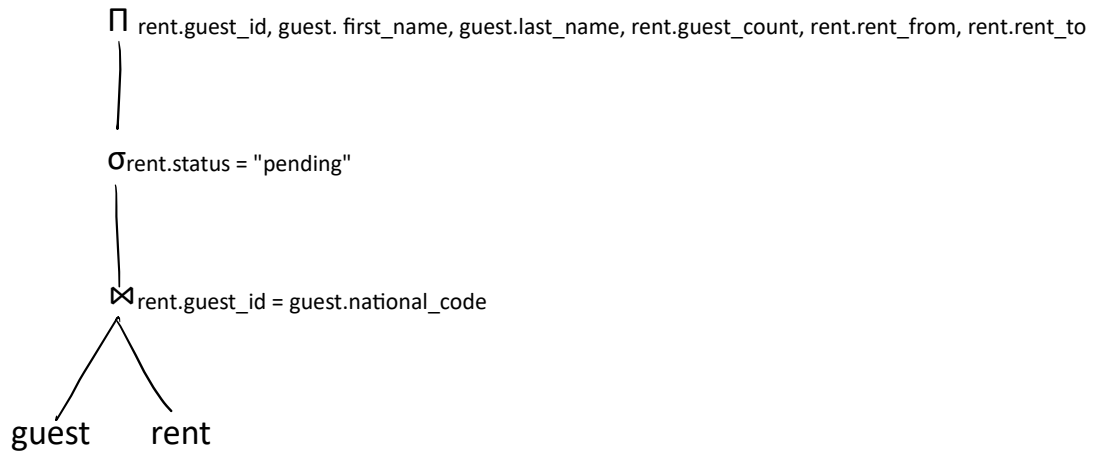 Π rent.guest_id, guest. first_name, guest.last_name, rent.guest_count, rent.rent_from, rent.rent_to
σrent.status = "pending"
⋈ rent.guest_id = guest.national_code
guest rent